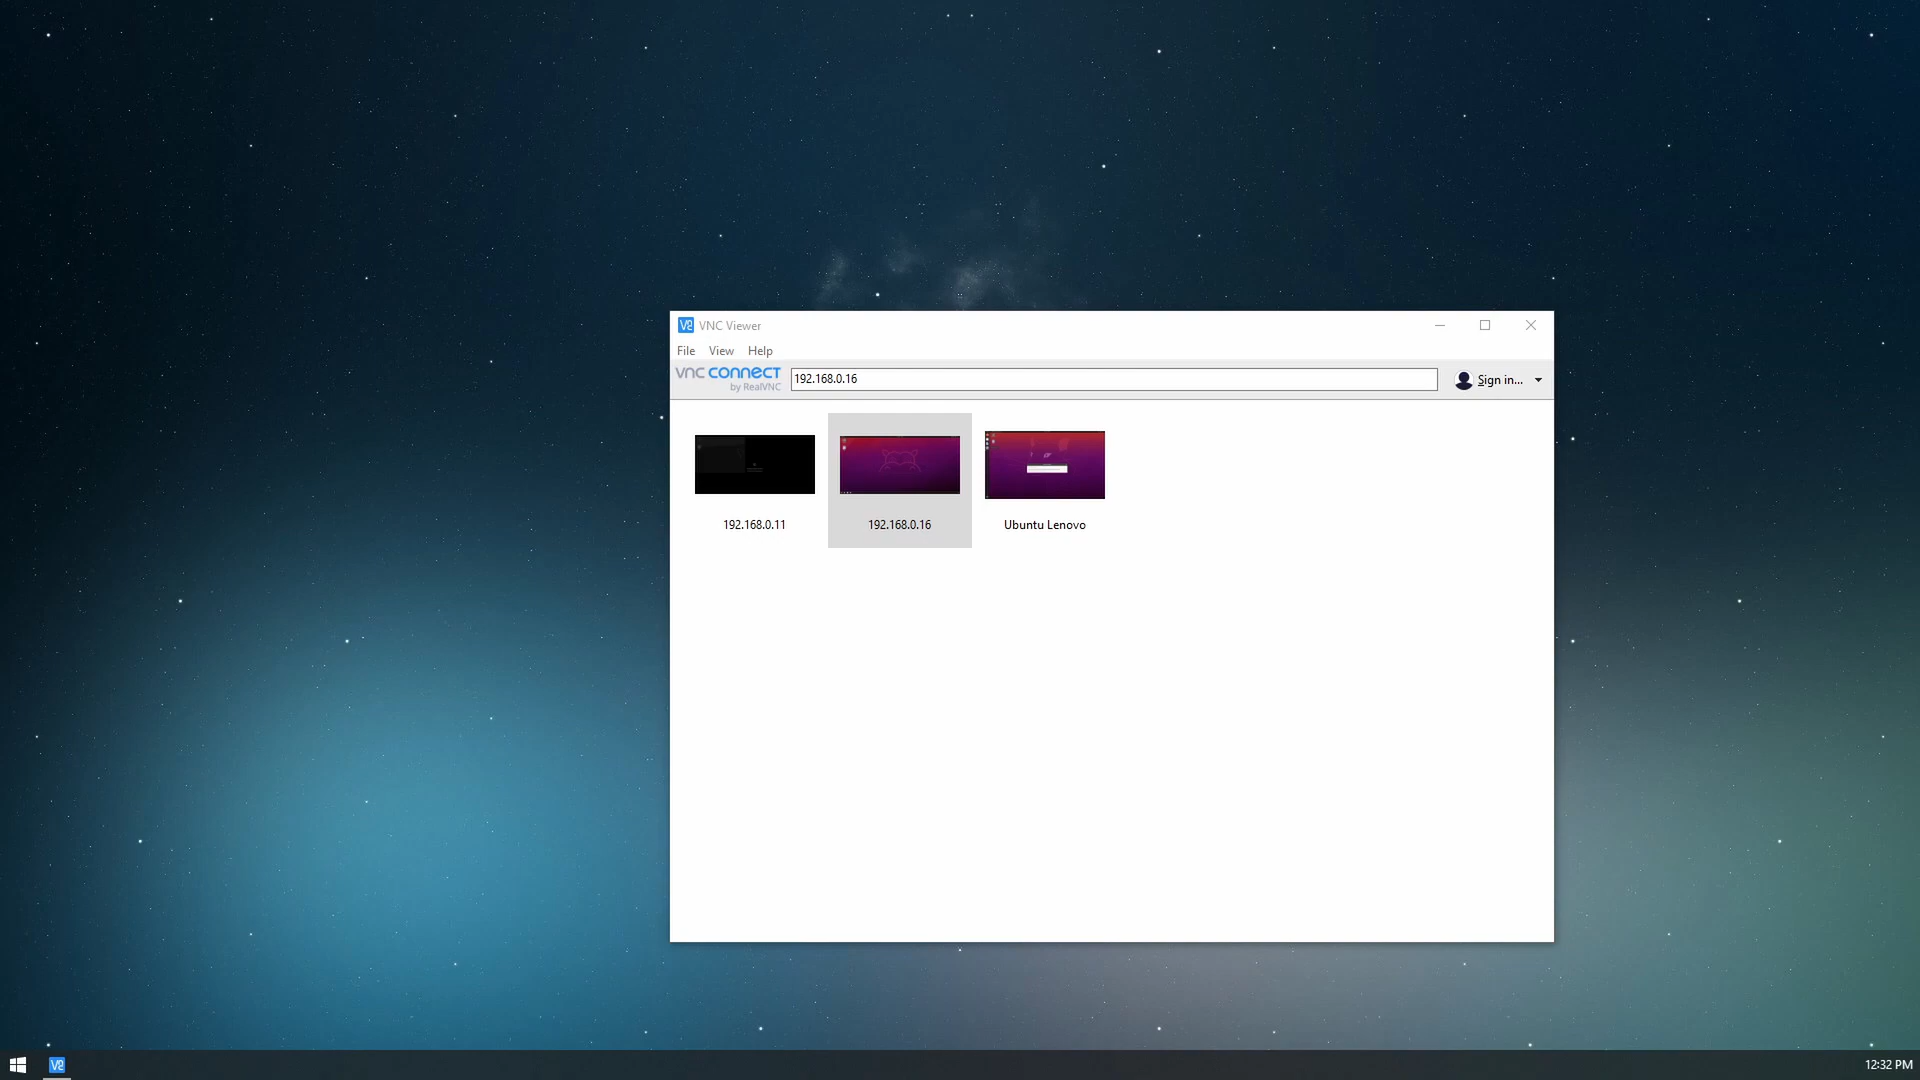 VNC Viewer
File View Help
vnc connect
by RealVNC
192.168.0.16
Sign in...
192.168.0.11
192.168.0.16
Ubuntu Lenovo
12:32 PM